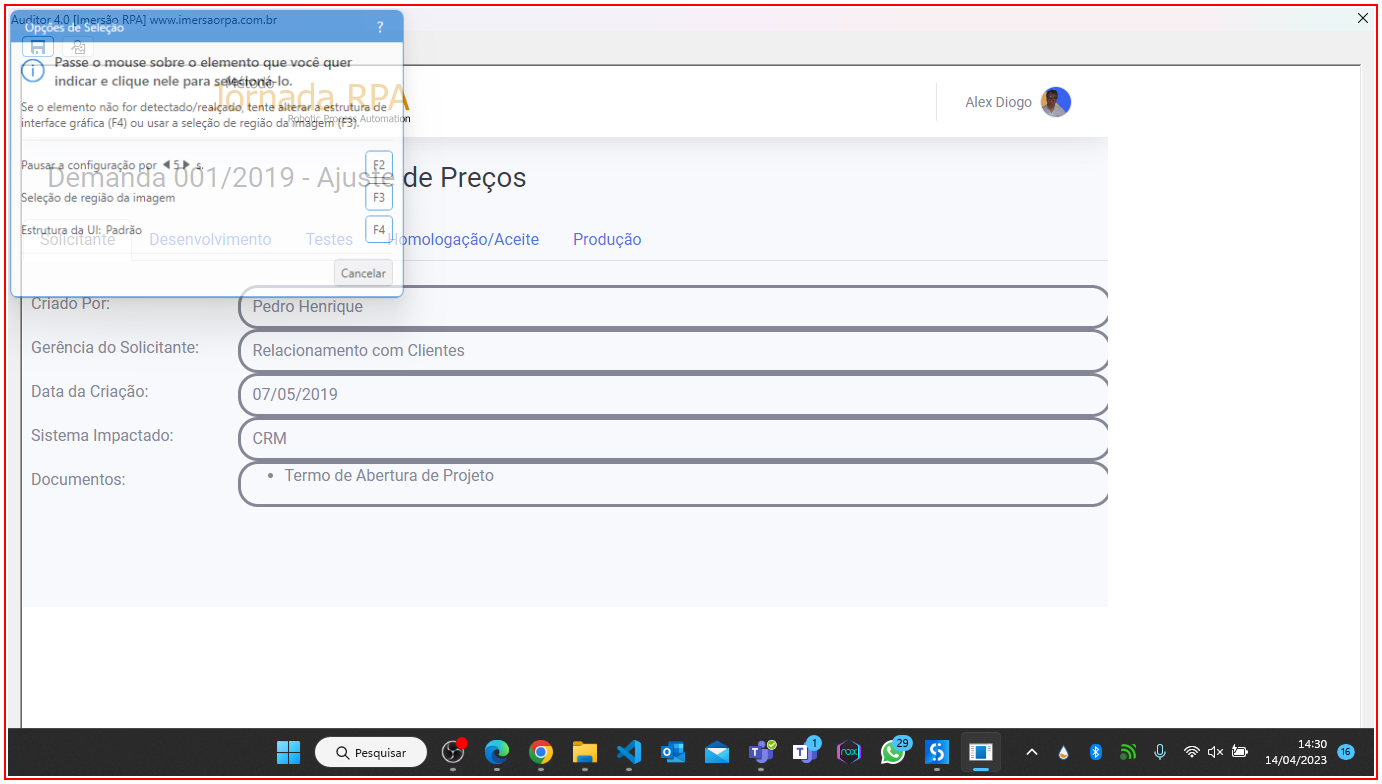 Auditor 4.0 [Imersão RPA] www.imersaorpa.com.br
Opções de Seleção
?
Passe o mouse sobre o elemento que você quer
indicar e clique nele para selecioná-lo.
Método
Jornada RPA
Robotic Process Automation
Se o elemento não for detectado/realçado, tente alterar a estrutura de
interface gráfica (F4) ou usar a seleção de região da imagem (F3).
Alex Diogo
Pausar a configuração por 5 s.
F2
Demanda 001/2019 - Ajuste de Preços
Seleção de região da imagem
F3
Estrutura da UI: Padrão
F4
Solicitante
Desenvolvimento
Testes
Homologação/Aceite
Produção
Cancelar
Criado Por:
Pedro Henrique
Gerência do Solicitante:
Relacionamento com Clientes
Data da Criação:
07/05/2019
Sistema Impactado:
CRM
Documentos:
• Termo de Abertura de Projeto
Pesquisar
1
29
14:30
14/04/2023
16